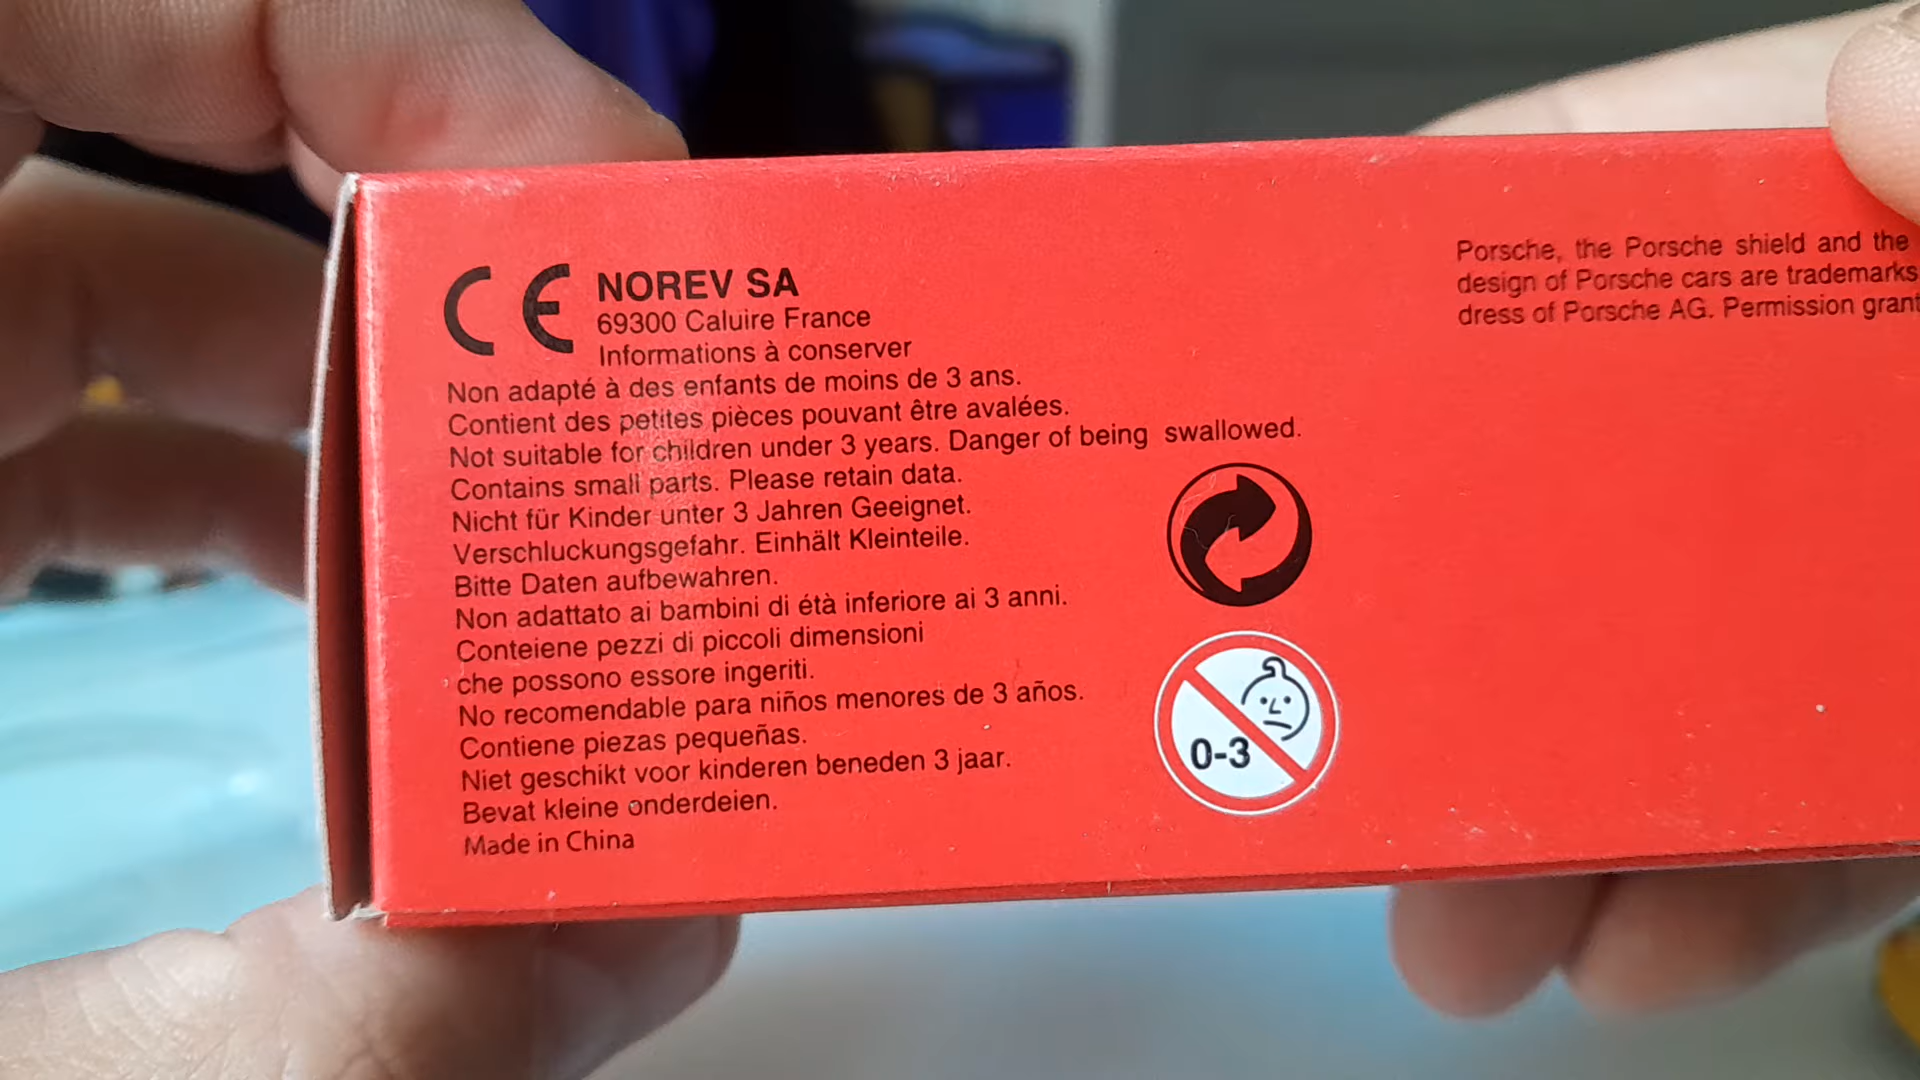 CE
NOREV SA
69300 Caluire France
Informations à conserver
Non adapté à des enfants de moins de 3 ans.
Contient des petites pièces pouvant être avalées.
Not suitable for children under 3 years. Danger of being swallowed.
Contains small parts. Please retain data.
Nicht für Kinder unter 3 Jahren Geeignet.
Verschluckungsgefahr. Einhält Kleinteile.
Bitte Daten aufbewahren.
Non adattato ai bambini di étà inferiore ai 3 anni.
Conteiene pezzi di piccoli dimensioni
che possono essore ingeriti.
No recomendable para niños menores de 3 años.
Contiene piezas pequeñas.
Niet geschikt voor kinderen beneden 3 jaar.
Bevat kleine onderdeien.
Made in China
0-3
Porsche, the Porsche shield and the
design of Porsche cars are trademarks
dress of Porsche AG. Permission